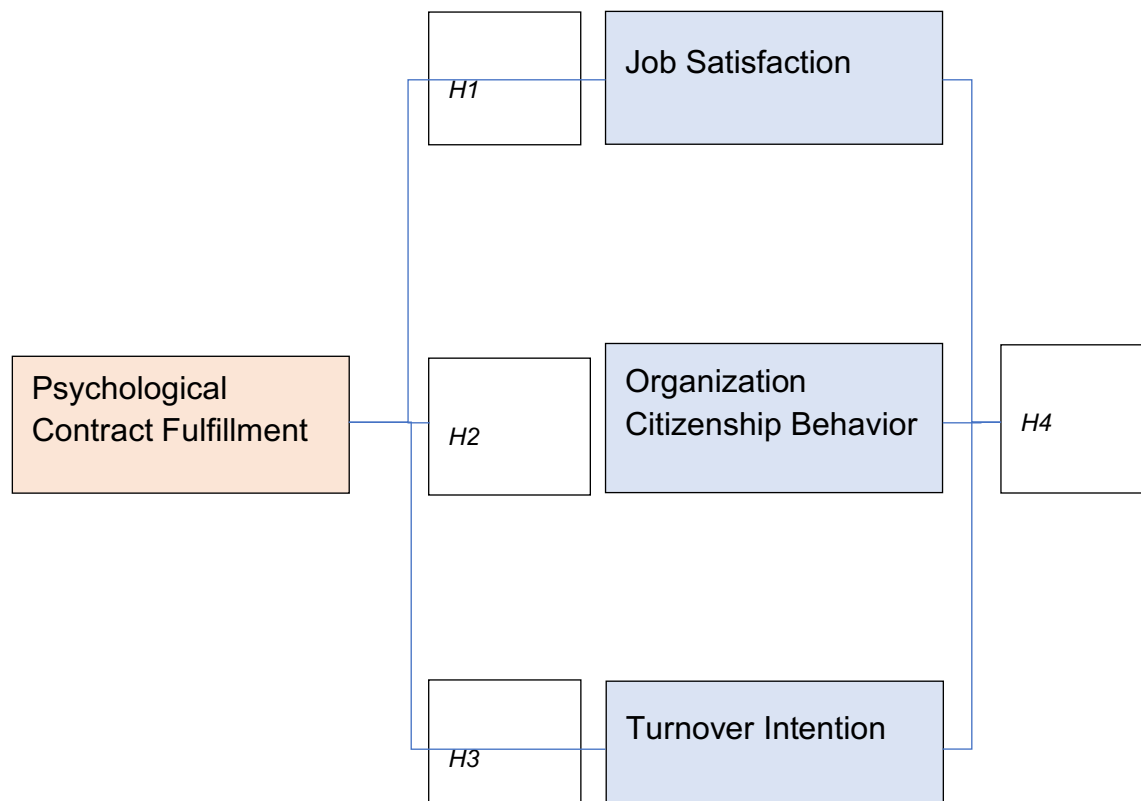 H1
Job Satisfaction
Psychological
Contract Fulfillment
H2
Organization
Citizenship Behavior
H4
H3
Turnover Intention